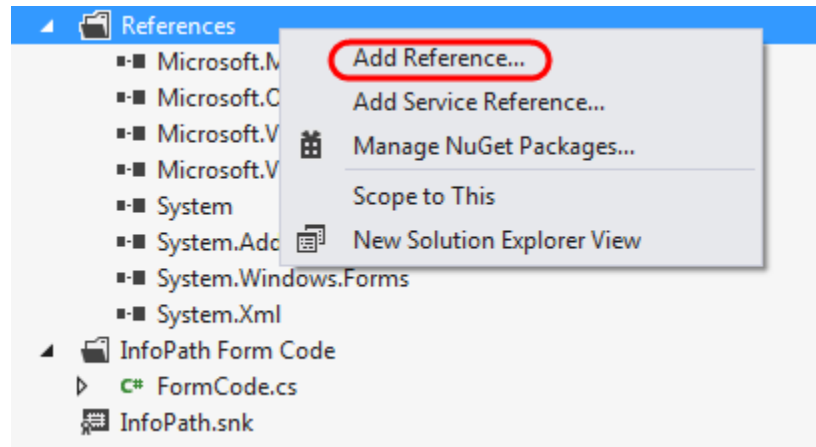 References
Add Reference...
Microsoft.M
Add Service Reference...
Microsoft.O
Manage NuGet Packages...
Microsoft.V
Microsoft.V
Scope to This
System
New Solution Explorer View
System.Add
System.Windows.Forms
System.Xml
InfoPath Form Code
C# FormCode.cs
InfoPath.snk